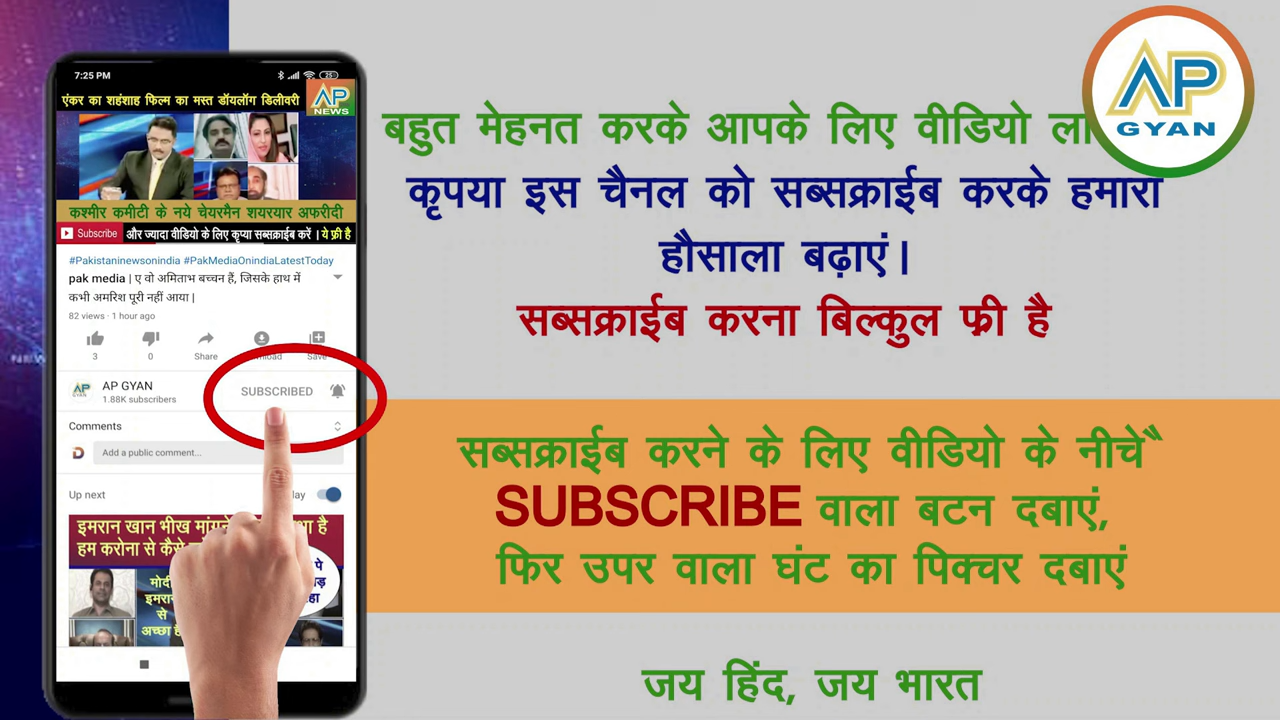 7:25 PM
25
एंकर का शहंशाह फिल्म का मस्त डॉयलॉग डिलीवरी
AP
NEWS
कश्मीर कमीटी के नये चेयरमैन शयरयार अफरीदी
Subscribe और ज्यादा वीडियो के लिए कृप्या सब्सक्राईब करें । ये फ्री है
#Pakistaninewsonindia #PakMediaOnindiaLatestToday
pak media | ए वो अमिताभ बच्चन हैं, जिसके हाथ में
कभी अमरिश पूरी नहीं आया |
82 views · 1 hour ago
3 0 Share Save
AP GYAN
1.88K subscribers
SUBSCRIBED
Comments
Add a public comment...
Up next
इमरान खान भीख मांगने है
हम करोना से कैसे
मोदी
से
अच्छा है
AP
GYAN
बहुत मेहनत करके आपके लिए वीडियो
कृपया इस चैनल को सब्सक्राईब करके हमारा
हौसाला बढ़ाएं।
सब्सक्राईब करना बिल्कुल फ्री है
सब्सक्राईब करने के लिए वीडियो के नीचे"
SUBSCRIBE वाला बटन दबाएं,
फिर उपर वाला घंट का पिक्चर दबाएं
जय हिंद, जय भारत